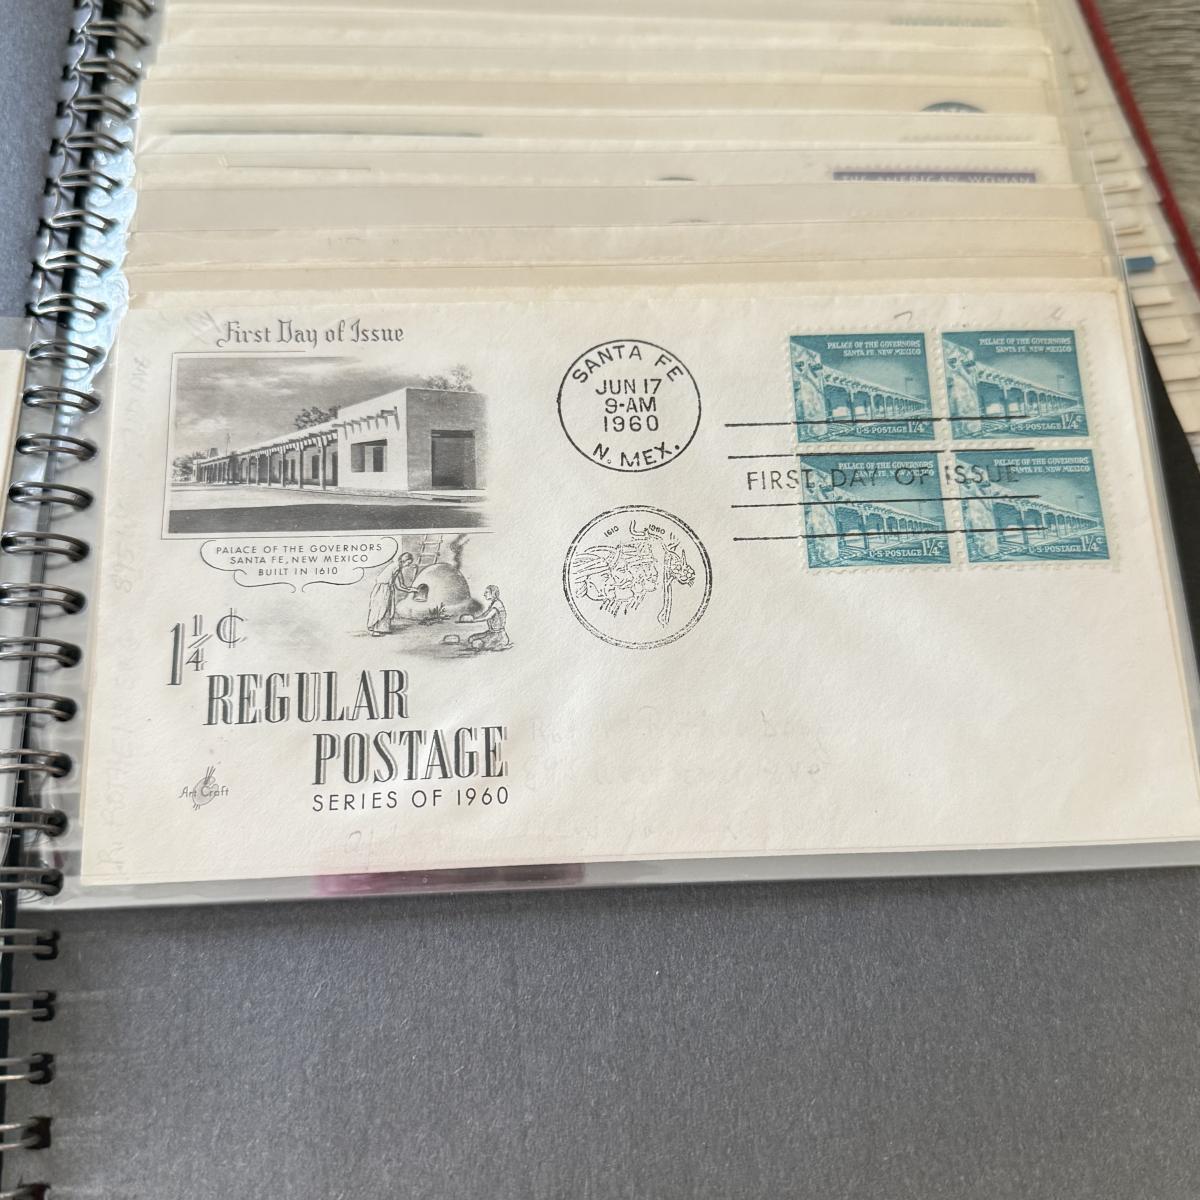 THE AMERICAN WOMAN
First Day of Issue
PALACE OF THE GOVERNORS
SANTA FE, NEW MEXICO
BUILT IN 1610
1 1/4 ¢
REGULAR
POSTAGE
SERIES OF 1960
Art Craft
SANTA FE
JUN 17
9-AM
1960
N. MEX.
1610 1960
FIRST DAY OF ISSUE
PALACE OF THE GOVERNORS
SANTA FE, NEW MEXICO
U·S·POSTAGE 1¼¢
PALACE OF THE GOVERNORS
SANTA FE, NEW MEXICO
U·S·POSTAGE 1¼¢
PALACE OF THE GOVERNORS
SANTA FE, NEW MEXICO
U·S·POSTAGE 1¼¢
PALACE OF THE GOVERNORS
SANTA FE, NEW MEXICO
U·S·POSTAGE 1¼¢